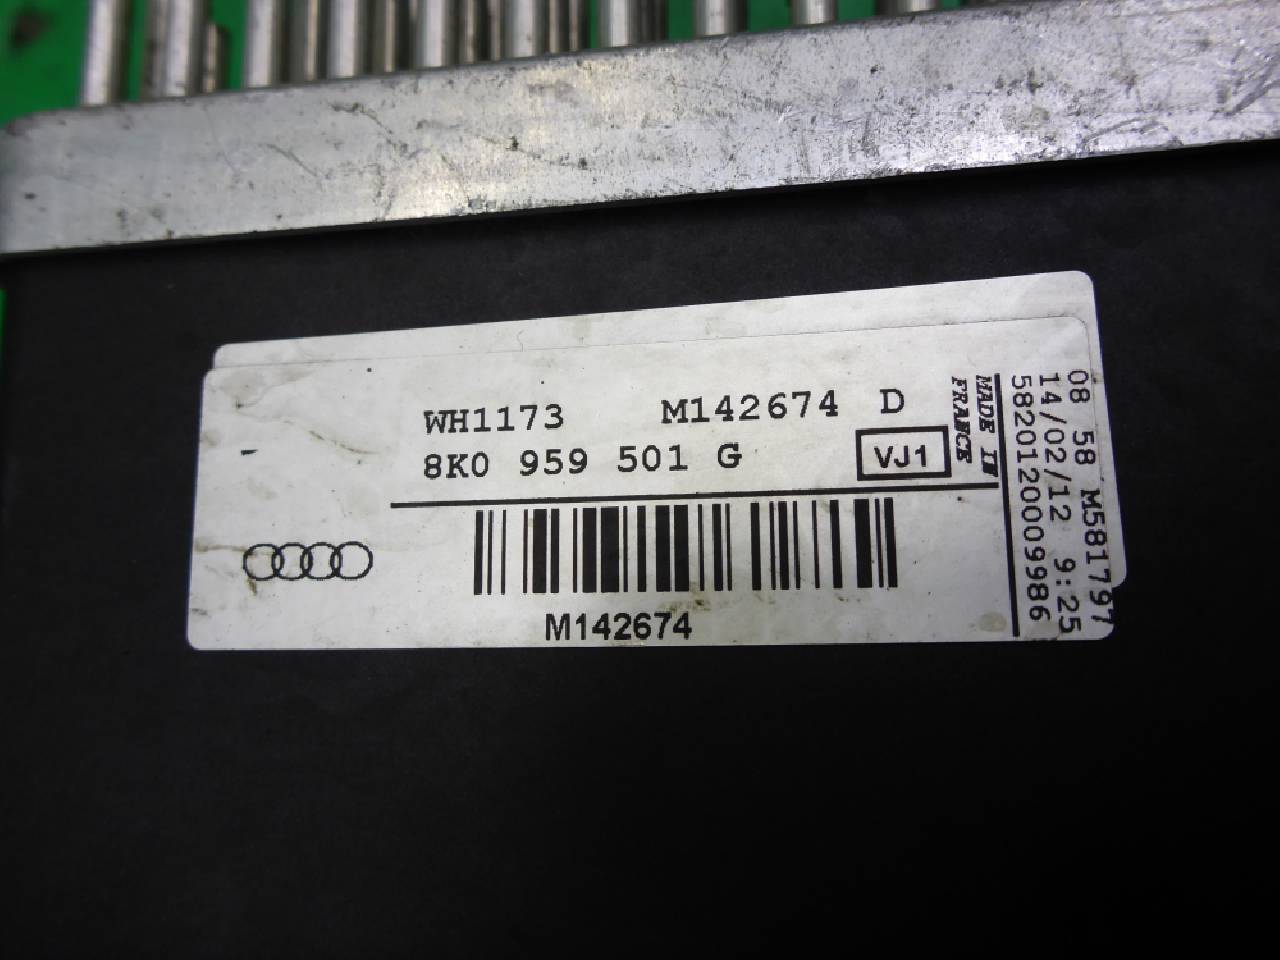 WH1173 M142674 D
8K0 959 501 G VJ1
MADE IN
FRANCE
M142674
08 58 M581797
14/02/12 9:25
5820120009986